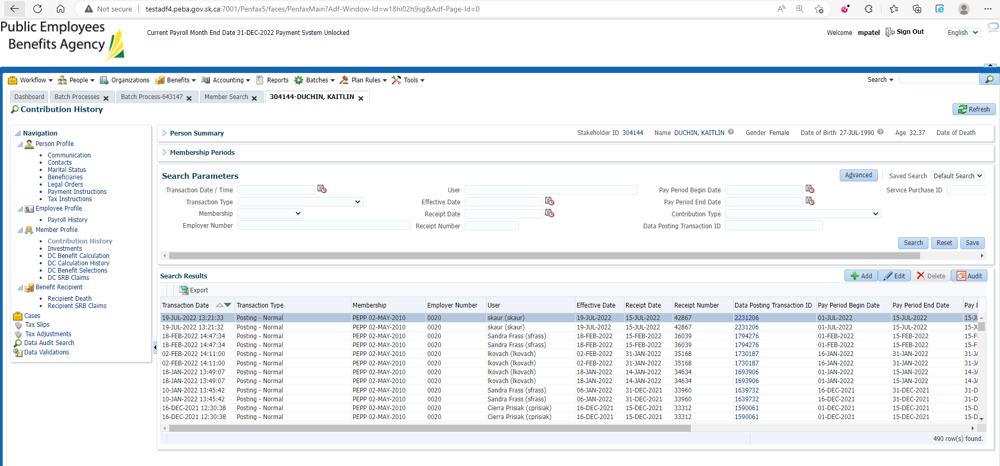 Not secure testadf4.peba.gov.sk.ca:7001/Penfax5/faces/PenfaxMain?Adf-Window-Id=w18hi02h9sg&Adf-Page-Id=0
Public Employees
Benefits Agency
Current Payroll Month End Date 31-DEC-2022 Payment System Unlocked
Welcome mpatel Sign Out English
Workflow People Organizations Benefits Accounting Reports Batches Plan Rules Tools Search
Dashboard Batch Processes Batch Process-643147 Member Search 304144-DUCHIN, KAITLIN
Contribution History Refresh
Navigation
Person Profile
Communication
Contacts
Marital Status
Beneficiaries
Legal Orders
Payment Instructions
Tax Instructions
Employee Profile
Payroll History
Member Profile
Contribution History
Investments
DC Benefit Calculation
DC Calculation History
DC Benefit Selections
DC SRB Claims
Benefit Recipient
Recipient Death
Recipient SRB Claims
Cases
Tax Slips
Tax Adjustments
Data Audit Search
Data Validations
Person Summary Stakeholder ID 304144 Name DUCHIN, KAITLIN Gender Female Date of Birth 27-JUL-1990 Age 32.37 Date of Death
Membership Periods
Search Parameters Advanced Saved Search Default Search
Transaction Date / Time User Pay Period Begin Date Service Purchase ID
Transaction Type Effective Date Pay Period End Date
Membership Receipt Date Contribution Type
Employer Number Receipt Number Data Posting Transaction ID
Search Reset Save
Search Results Add Edit Delete Audit
Export
Transaction Date Transaction Type Membership Employer Number User Effective Date Receipt Date Receipt Number Data Posting Transaction ID Pay Period Begin Date Pay Period End Date Pay D
19-JUL-2022 13:21:33 Posting - Normal PEPP 02-MAY-2010 0020 skaur (skaur) 19-JUL-2022 15-JUL-2022 42867 2231206 01-JUL-2022 15-JUL-2022 15-JU
19-JUL-2022 13:21:32 Posting - Normal PEPP 02-MAY-2010 0020 skaur (skaur) 19-JUL-2022 15-JUL-2022 42867 2231206 01-JUL-2022 15-JUL-2022 15-JU
18-FEB-2022 14:47:34 Posting - Normal PEPP 02-MAY-2010 0020 Sandra Frass (sfrass) 18-FEB-2022 15-FEB-2022 36039 1794276 01-FEB-2022 15-FEB-2022 15-F
18-FEB-2022 14:47:34 Posting - Normal PEPP 02-MAY-2010 0020 Sandra Frass (sfrass) 18-FEB-2022 15-FEB-2022 36039 1794276 01-FEB-2022 15-FEB-2022 15-F
02-FEB-2022 14:11:00 Posting - Normal PEPP 02-MAY-2010 0020 lkovach (lkovach) 02-FEB-2022 31-JAN-2022 35168 1730187 16-JAN-2022 31-JAN-2022 31-JA
02-FEB-2022 14:11:00 Posting - Normal PEPP 02-MAY-2010 0020 lkovach (lkovach) 02-FEB-2022 31-JAN-2022 35168 1730187 16-JAN-2022 31-JAN-2022 31-JA
18-JAN-2022 13:49:07 Posting - Normal PEPP 02-MAY-2010 0020 lkovach (lkovach) 18-JAN-2022 14-JAN-2022 34634 1693906 01-JAN-2022 15-JAN-2022 14-JA
18-JAN-2022 13:49:07 Posting - Normal PEPP 02-MAY-2010 0020 lkovach (lkovach) 18-JAN-2022 14-JAN-2022 34634 1693906 01-JAN-2022 15-JAN-2022 14-JA
10-JAN-2022 13:45:42 Posting - Normal PEPP 02-MAY-2010 0020 Sandra Frass (sfrass) 06-JAN-2022 31-DEC-2021 33960 1639732 16-DEC-2021 31-DEC-2021 31-D
10-JAN-2022 13:45:42 Posting - Normal PEPP 02-MAY-2010 0020 Sandra Frass (sfrass) 06-JAN-2022 31-DEC-2021 33960 1639732 16-DEC-2021 31-DEC-2021 31-D
16-DEC-2021 12:30:38 Posting - Normal PEPP 02-MAY-2010 0020 Cierra Prisiak (cprisiak) 16-DEC-2021 15-DEC-2021 33312 1590061 01-DEC-2021 15-DEC-2021 15-D
16-DEC-2021 12:30:38 Posting - Normal PEPP 02-MAY-2010 0020 Cierra Prisiak (cprisiak) 16-DEC-2021 15-DEC-2021 33312 1590061 01-DEC-2021 15-DEC-2021 15-D
490 row(s) found.